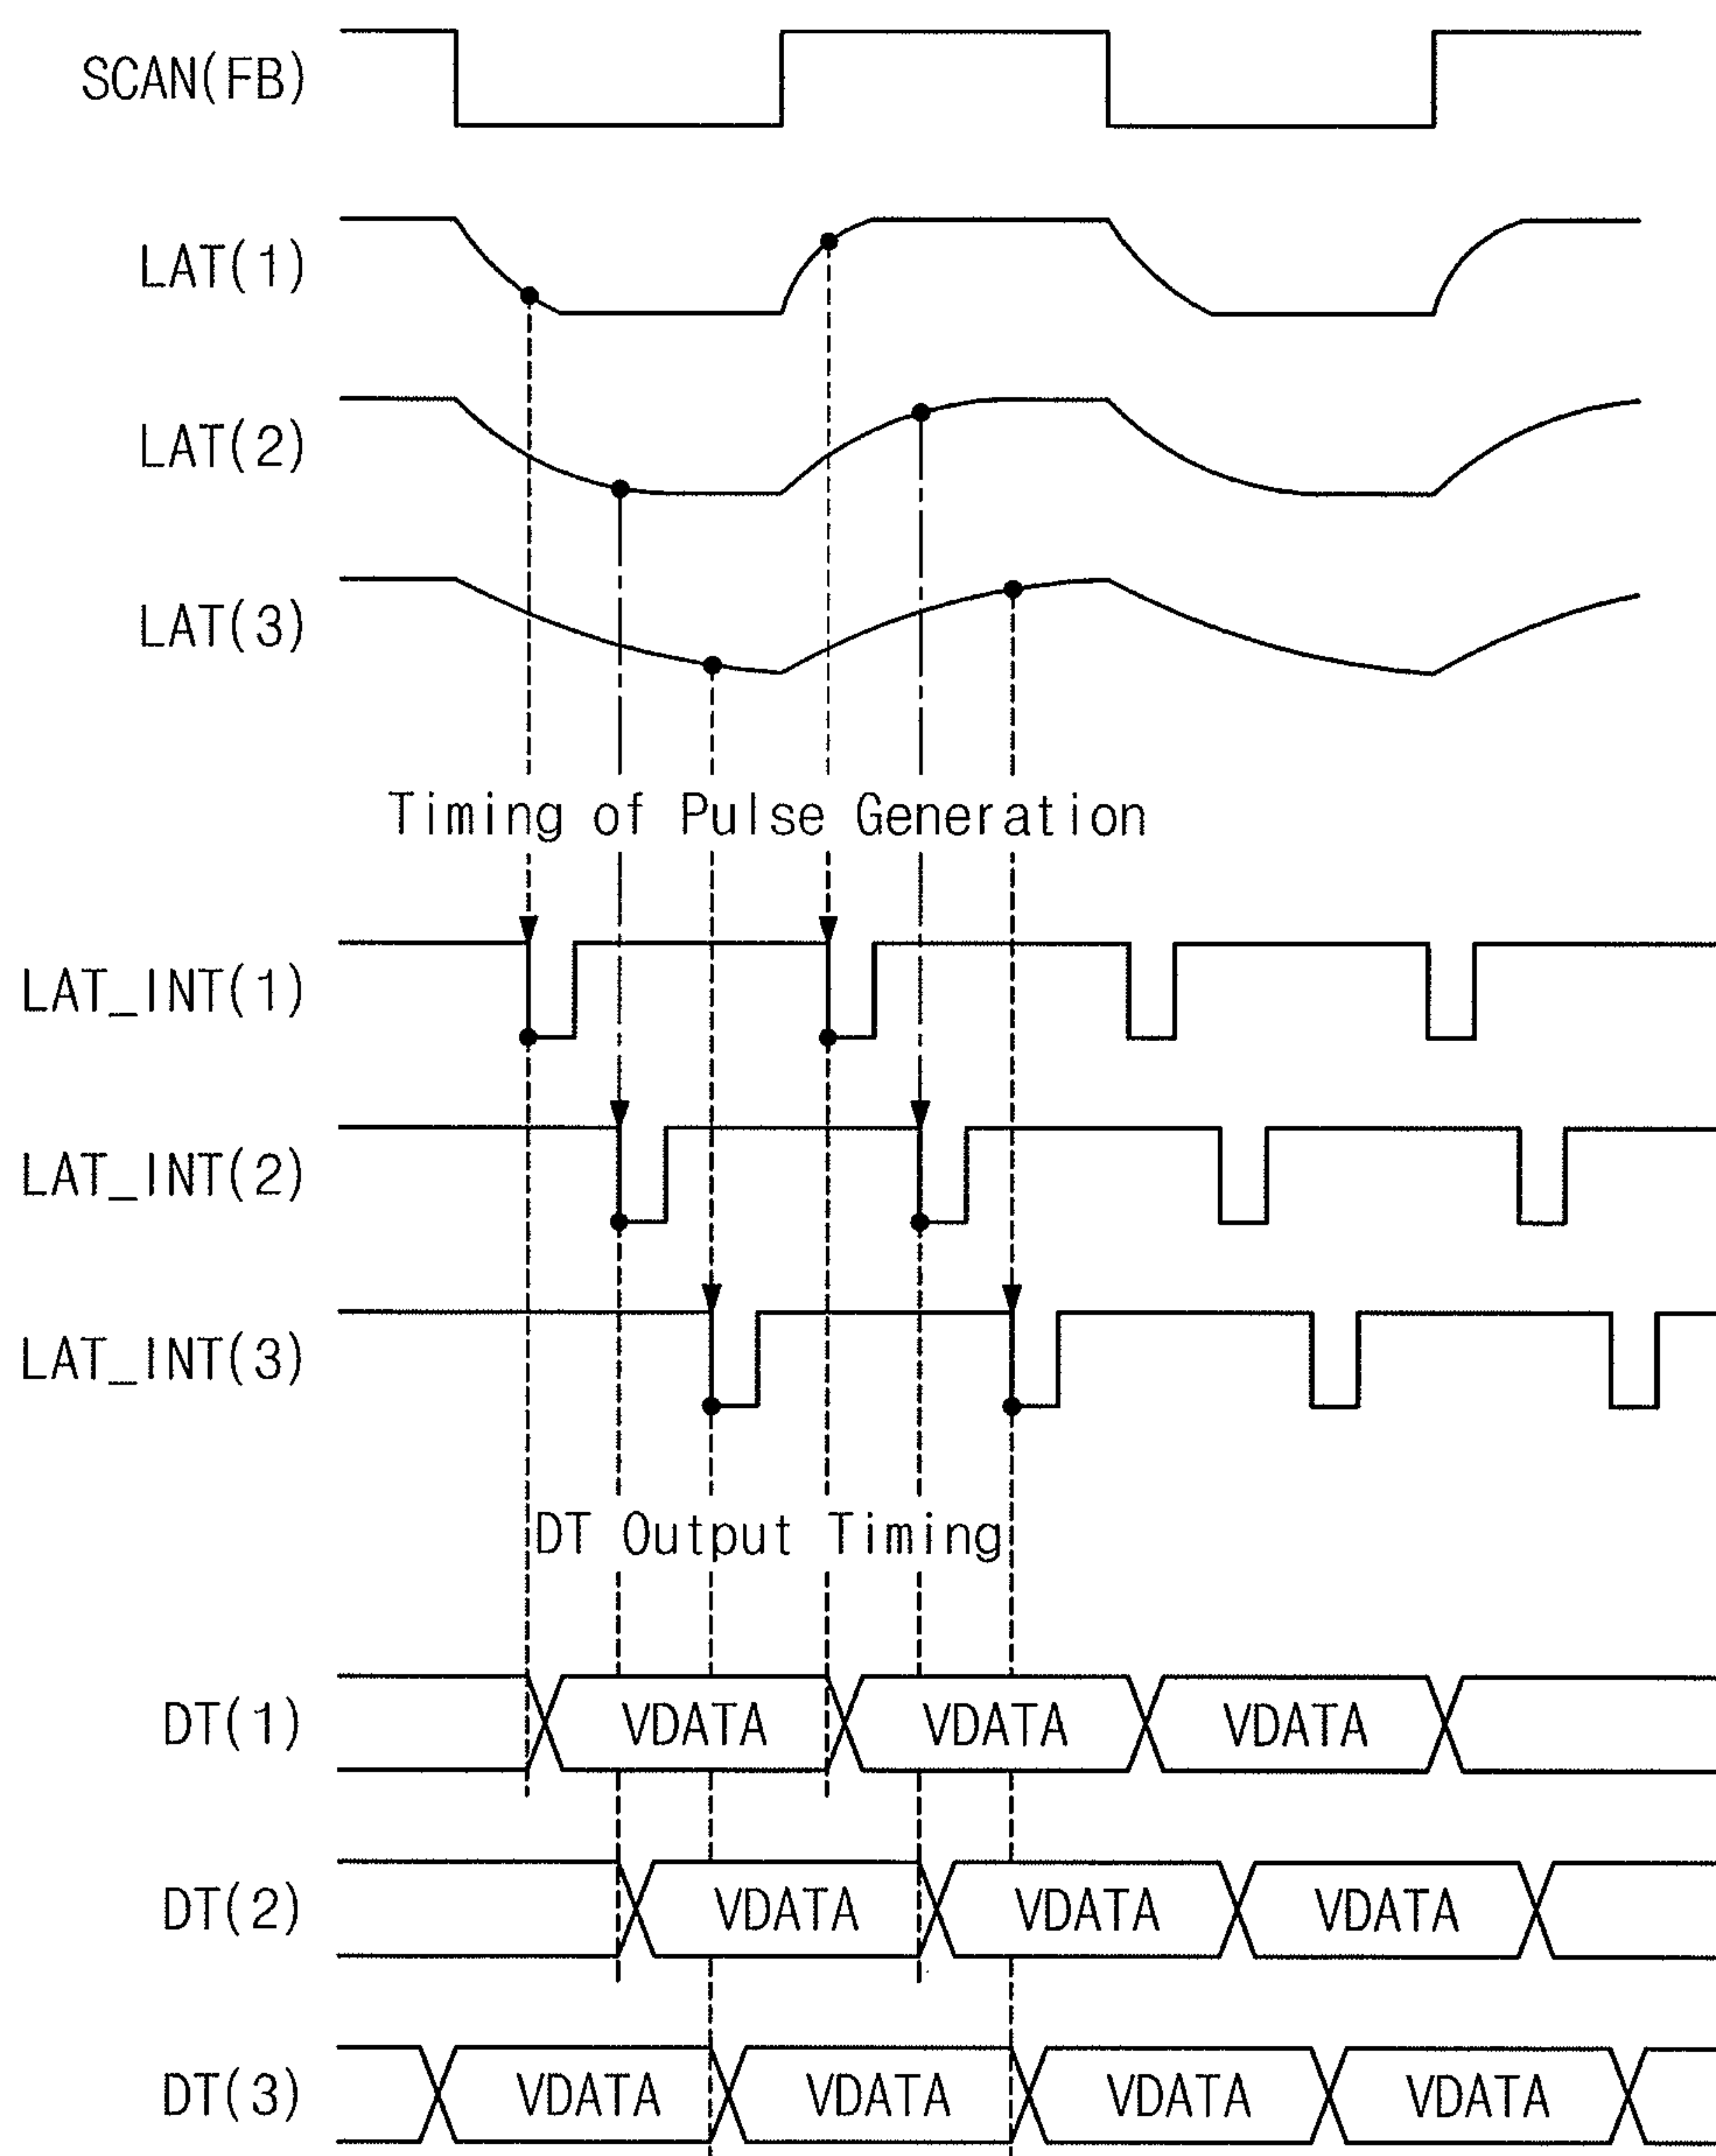 SCAN(FB)
LAT(1)
LAT(2)
LAT(3)
Timing of Pulse Generation
LAT_INT(1)
LAT_INT(2)
LAT_INT(3)
DT Output Timing
DT(1) VDATA VDATA VDATA
DT(2) VDATA VDATA VDATA
DT(3) VDATA VDATA VDATA VDATA